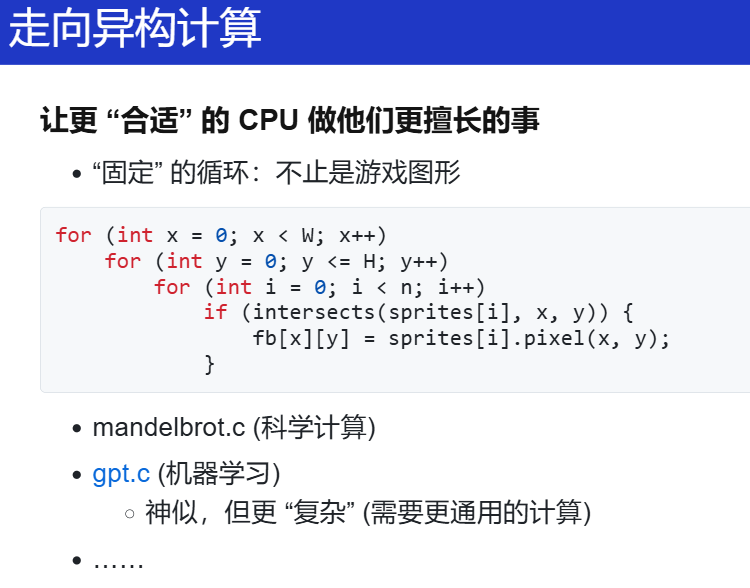 走向异构计算
让更 “合适” 的 CPU 做他们更擅长的事
• “固定” 的循环：不止是游戏图形
for (int x = 0; x < W; x++)
    for (int y = 0; y <= H; y++)
        for (int i = 0; i < n; i++)
            if (intersects(sprites[i], x, y)) {
                fb[x][y] = sprites[i].pixel(x, y);
            }
• mandelbrot.c (科学计算)
• gpt.c (机器学习)
○ 神似，但更 “复杂” (需要更通用的计算)
• ……